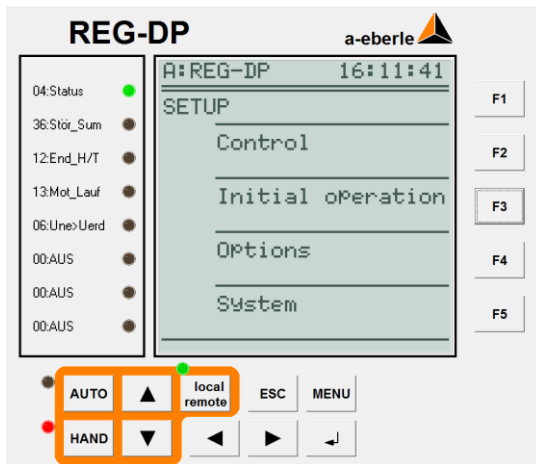 REG-DP
a-eberle
A:REG-DP 16:11:41
SETUP
Control
Initial operation
Options
System
04:Status
36:Stör_Sum
12:End_H/T
13:Mot_Lauf
06:Une>Uerd
00:AUS
00:AUS
00:AUS
F1
F2
F3
F4
F5
AUTO
local
remote
ESC
MENU
HAND